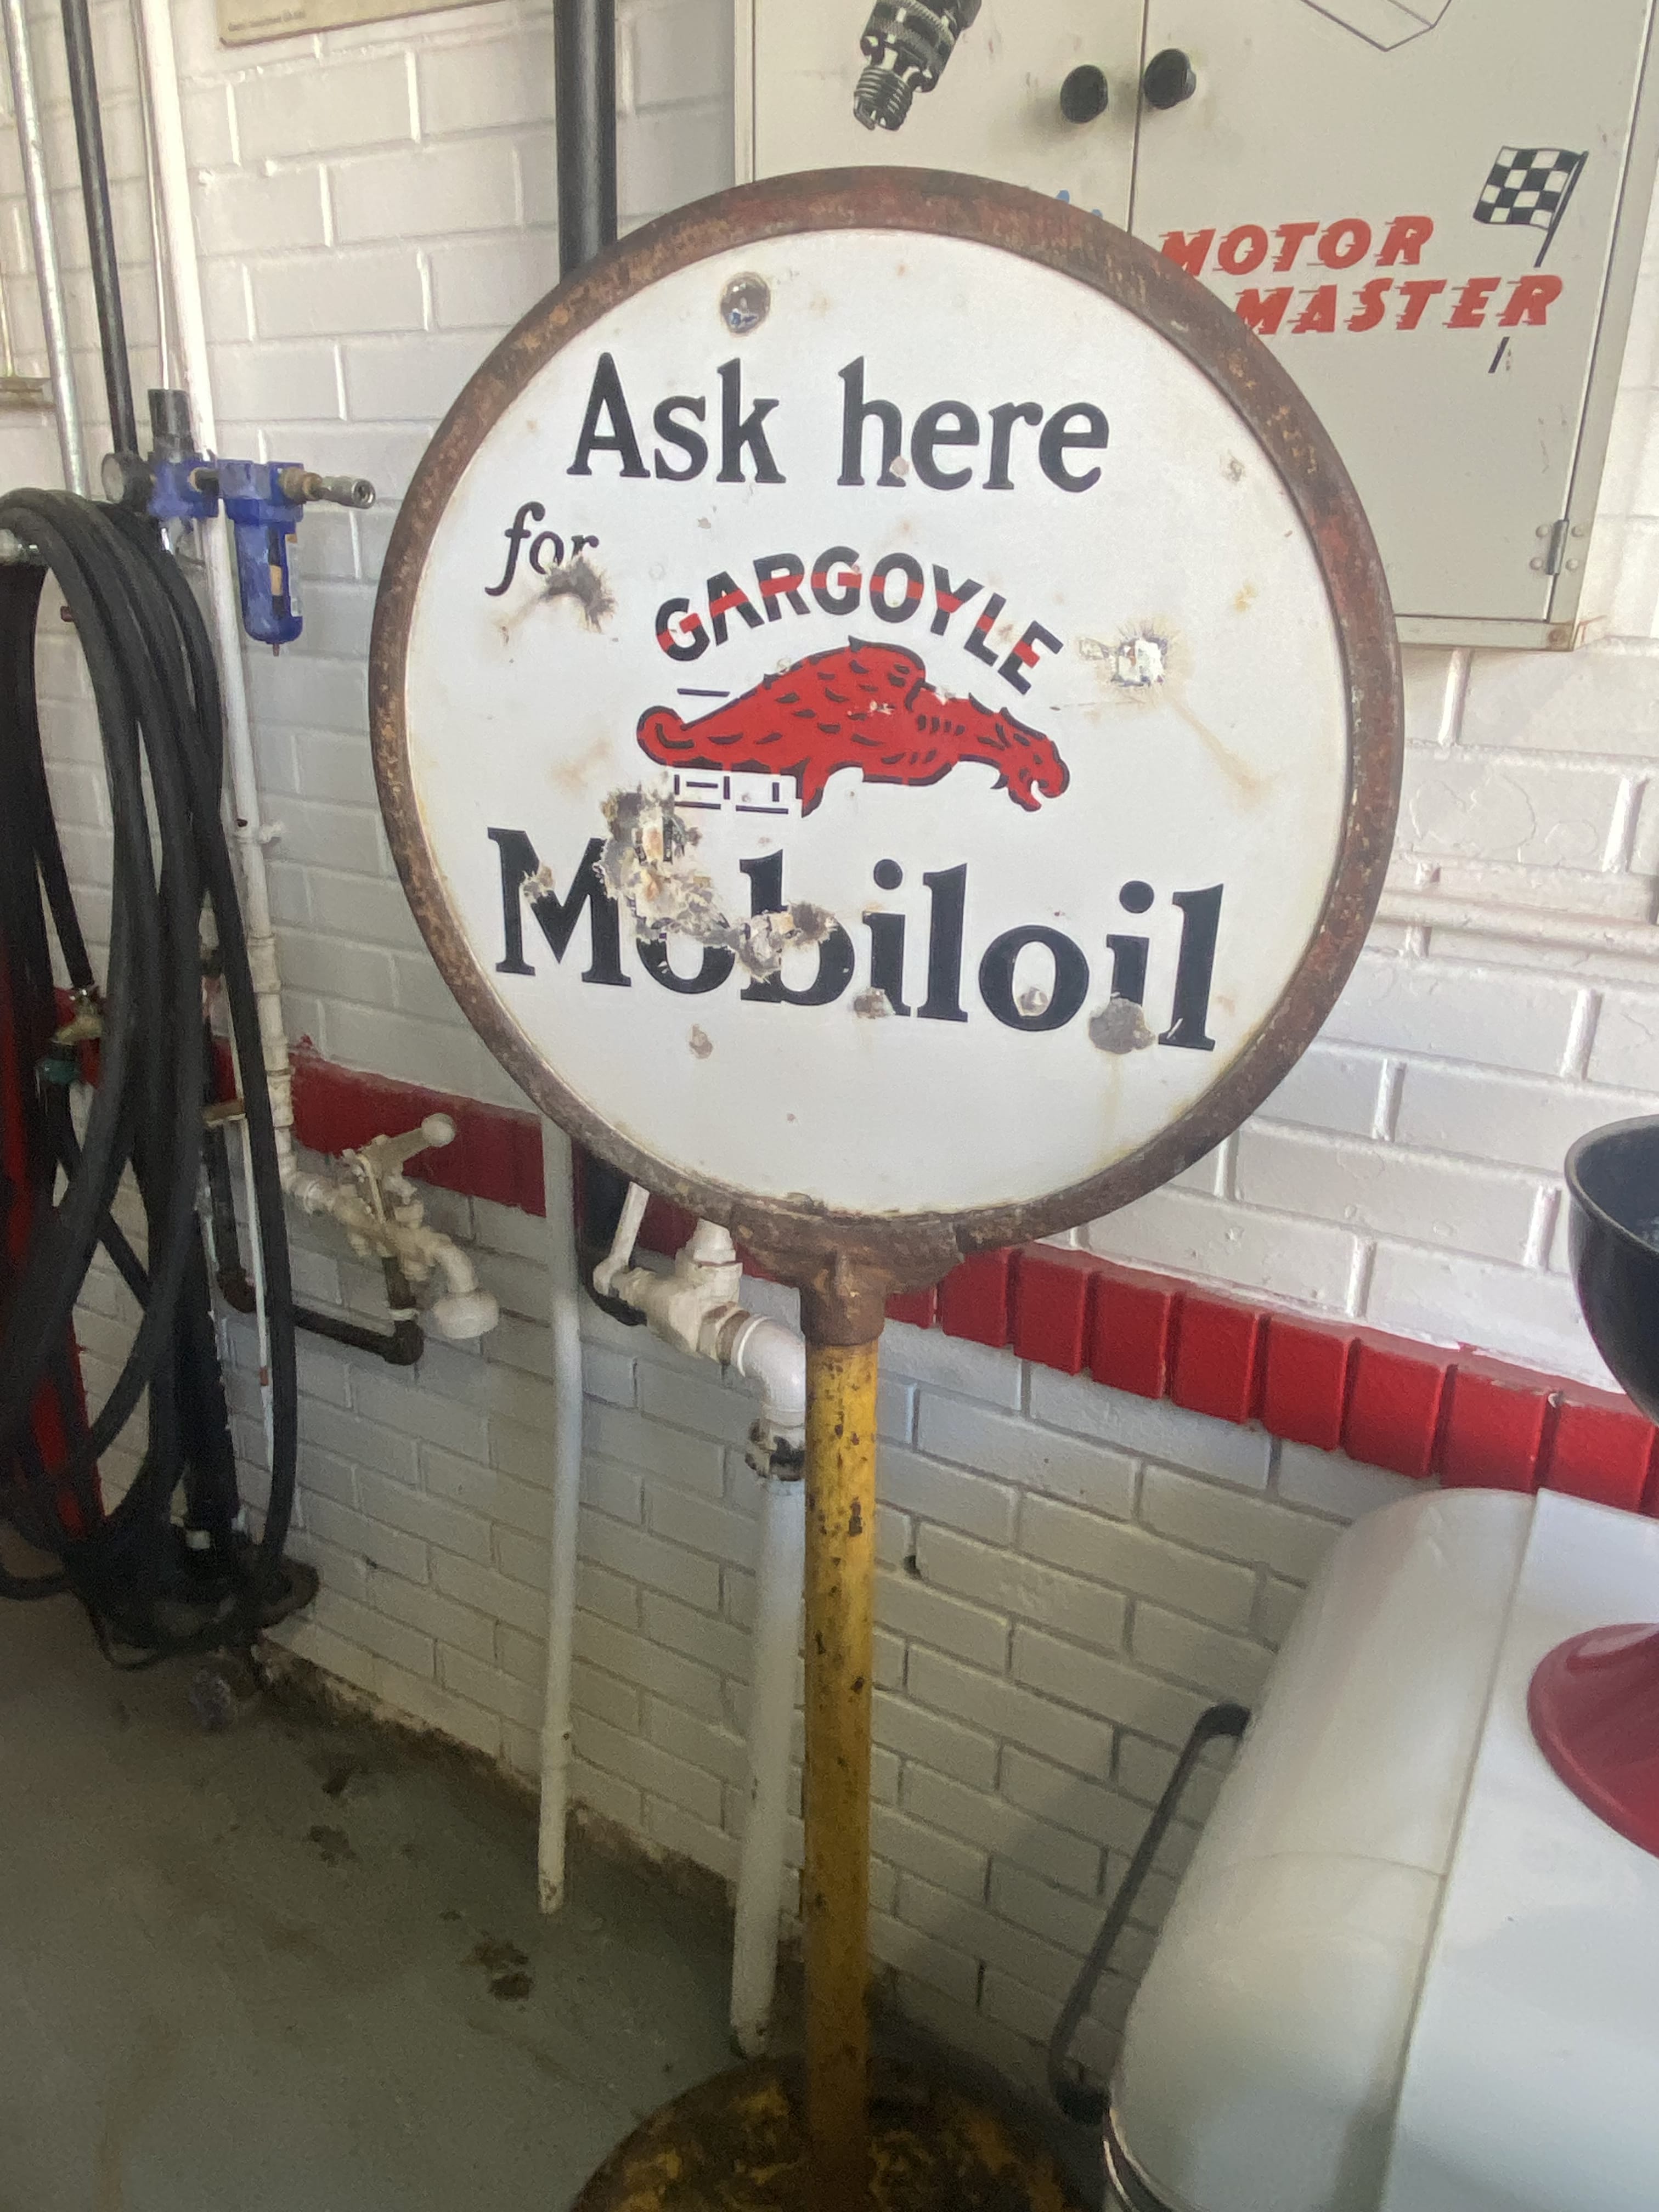 MOTOR
MASTER
Ask here
for
GARGOYLE
Mobiloil